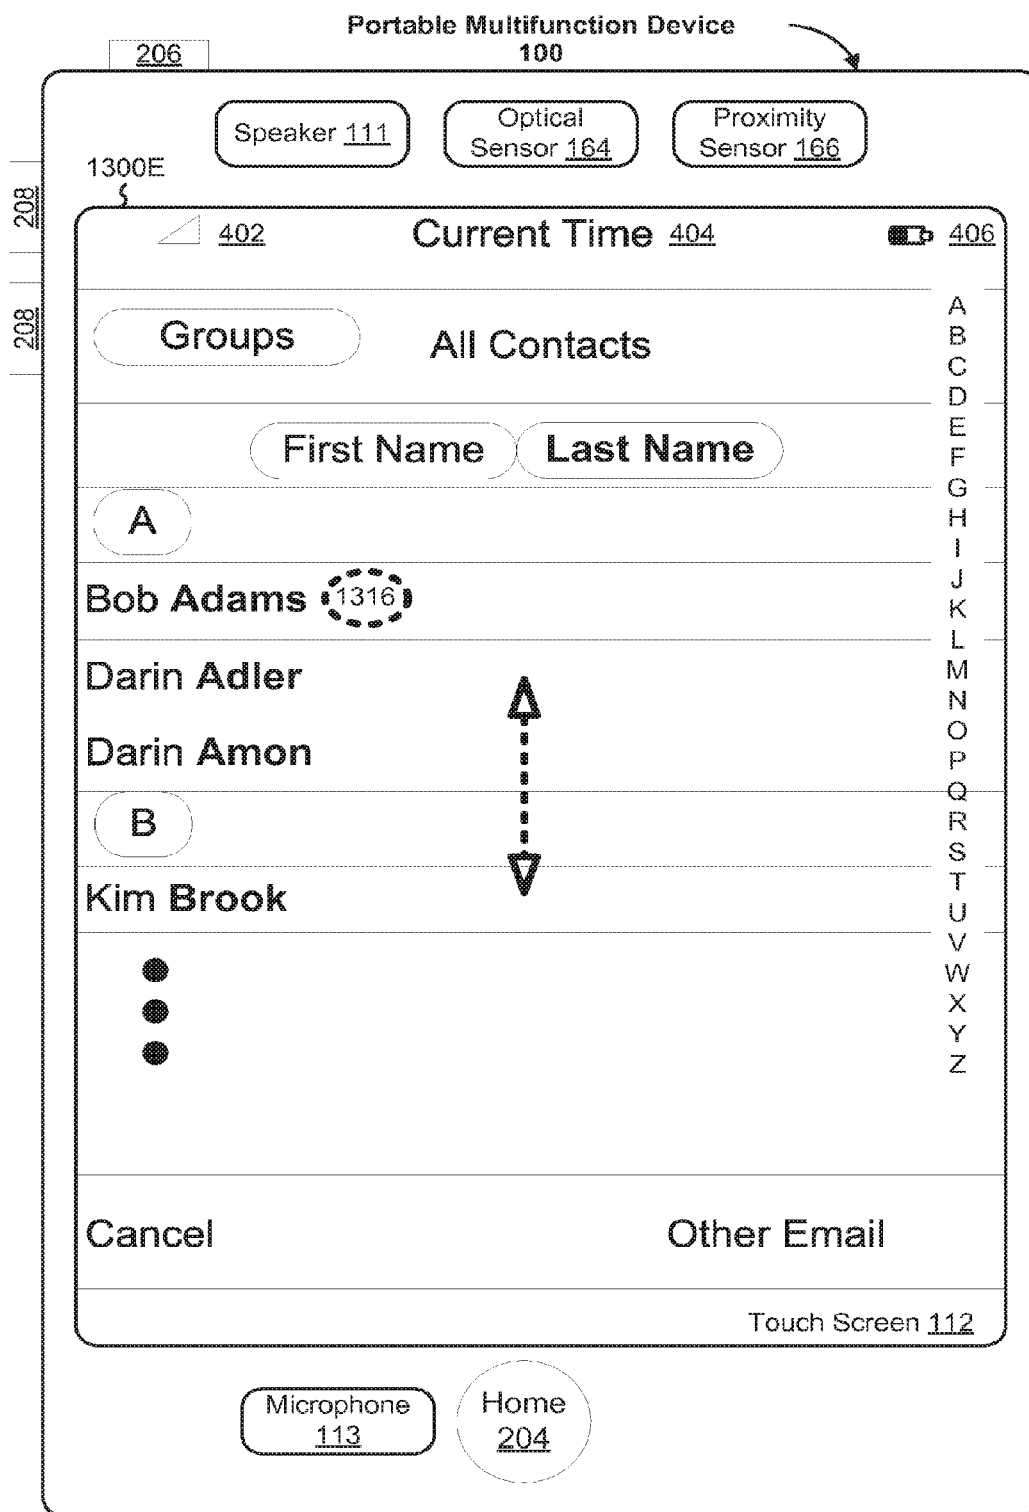 Portable Multifunction Device
100
206
Speaker 111
Optical
Sensor 164
Proximity
Sensor 166
1300E
208
208
402
Current Time 404
406
Groups
All Contacts
First Name
Last Name
A
Bob Adams
1316
Darin Adler
Darin Amon
B
Kim Brook
A
B
C
D
E
F
G
H
I
J
K
L
M
N
O
P
Q
R
S
T
U
V
W
X
Y
Z
Cancel
Other Email
Touch Screen 112
Microphone
113
Home
204